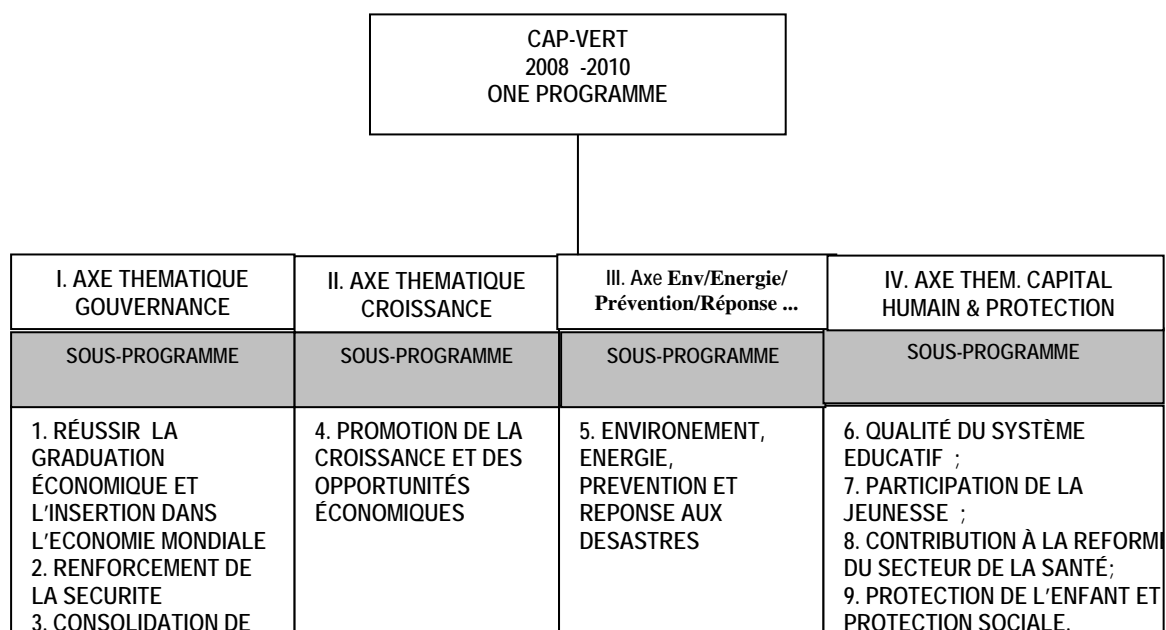 CAP-VERT
2008 -2010
ONE PROGRAMME
I. AXE THEMATIQUE
GOUVERNANCE
II. AXE THEMATIQUE
CROISSANCE
III. Axe Env/Energie/
Prévention/Réponse ...
IV. AXE THEM. CAPITAL
HUMAIN & PROTECTION
SOUS-PROGRAMME
SOUS-PROGRAMME
SOUS-PROGRAMME
SOUS-PROGRAMME
1. RÉUSSIR LA
GRADUATION
ÉCONOMIQUE ET
L'INSERTION DANS
L'ECONOMIE MONDIALE
2. RENFORCEMENT DE
LA SECURITE
3. CONSOLIDATION DE
4. PROMOTION DE LA
CROISSANCE ET DES
OPPORTUNITÉS
ÉCONOMIQUES
5. ENVIRONEMENT,
ENERGIE,
PREVENTION ET
REPONSE AUX
DESASTRES
6. QUALITÉ DU SYSTÈME
EDUCATIF ;
7. PARTICIPATION DE LA
JEUNESSE ;
8. CONTRIBUTION À LA REFORM
DU SECTEUR DE LA SANTÉ;
9. PROTECTION DE L'ENFANT ET
PROTECTION SOCIALE.